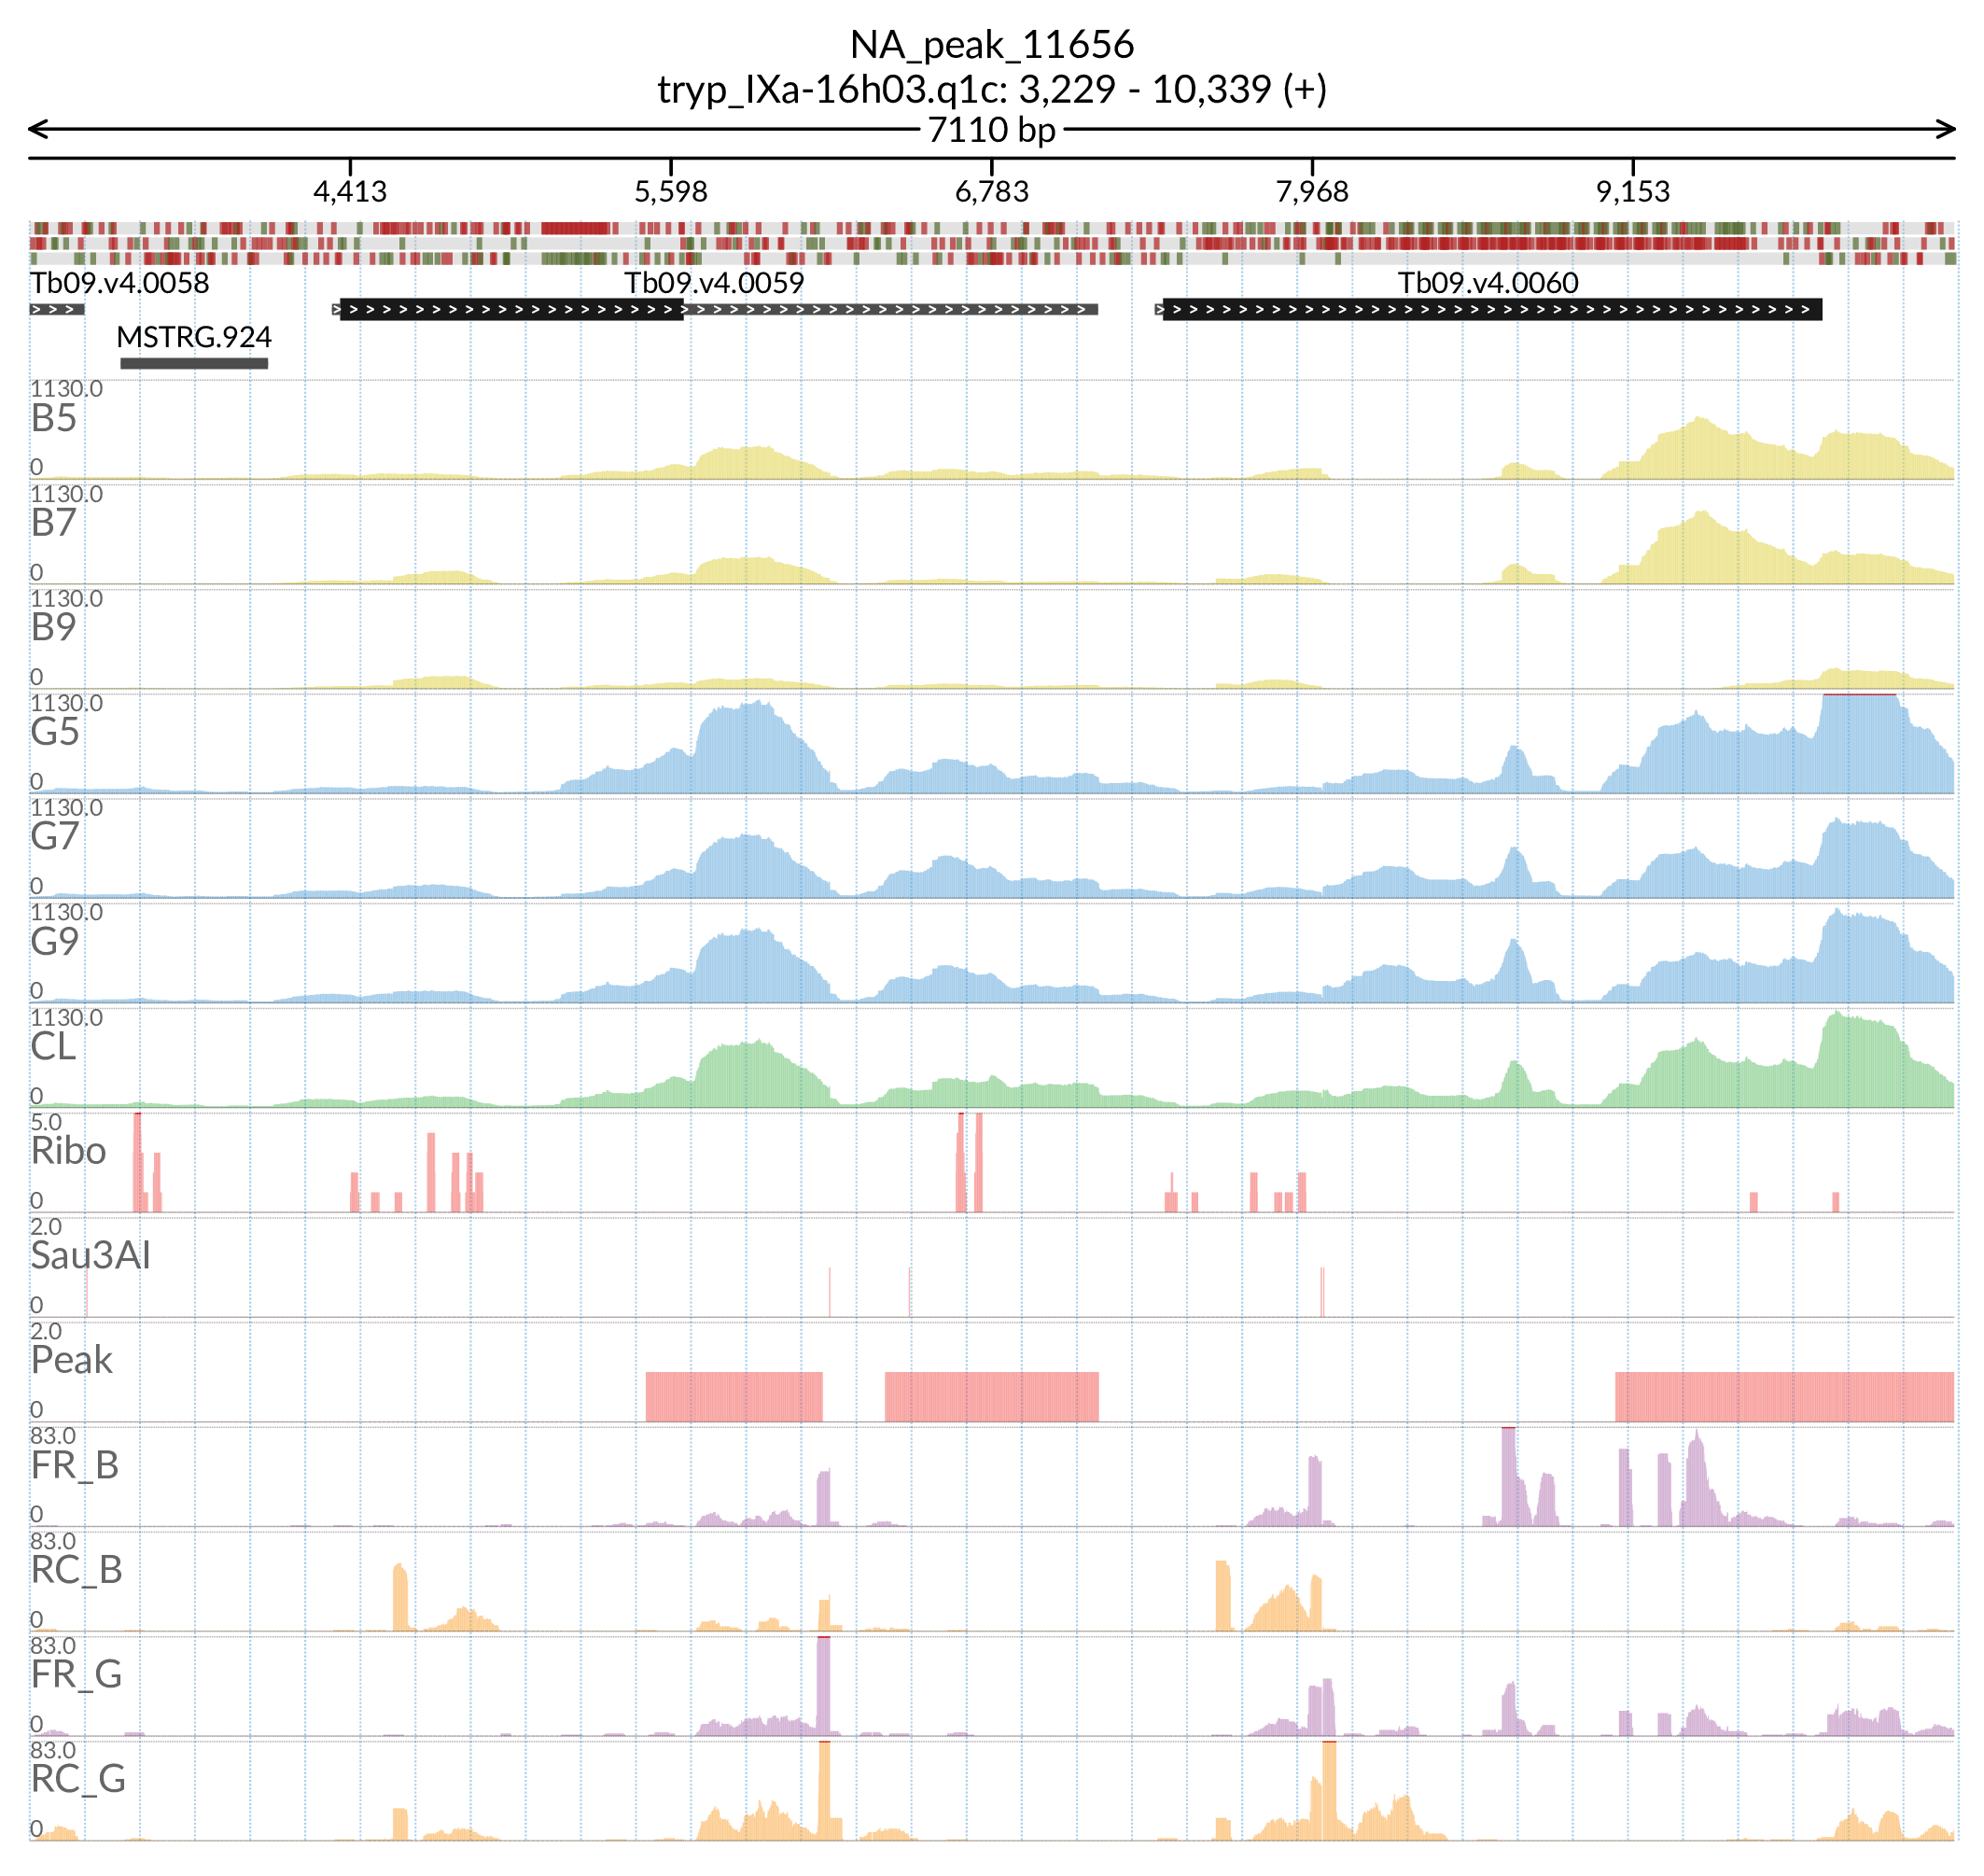 NA_peak_11656
tryp_IXa-16h03.q1c: 3,229 - 10,339 (+)
7110 bp
4,413 5,598 6,783 7,968 9,153
Tb09.v4.0058 Tb09.v4.0059 Tb09.v4.0060
MSTRG.924
1130.0
B5
0
1130.0
B7
0
1130.0
B9
0
1130.0
G5
0
1130.0
G7
0
1130.0
G9
0
1130.0
CL
0
5.0
Ribo
0
2.0
Sau3AI
0
2.0
Peak
0
83.0
FR_B
0
83.0
RC_B
0
83.0
FR_G
0
83.0
RC_G
0